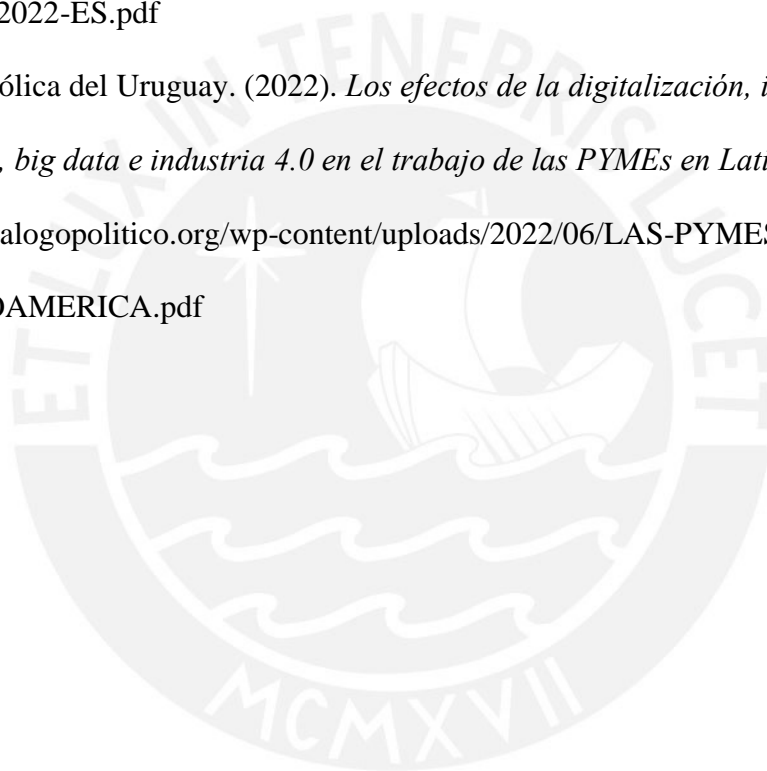 2022-ES.pdf
ólica del Uruguay. (2022). Los efectos de la digitalización, i
, big data e industria 4.0 en el trabajo de las PYMEs en Lati
alogopolitico.org/wp-content/uploads/2022/06/LAS-PYMES
OAMERICA.pdf
ET LUX IN TENEBRIS LUCET
MCMXVII